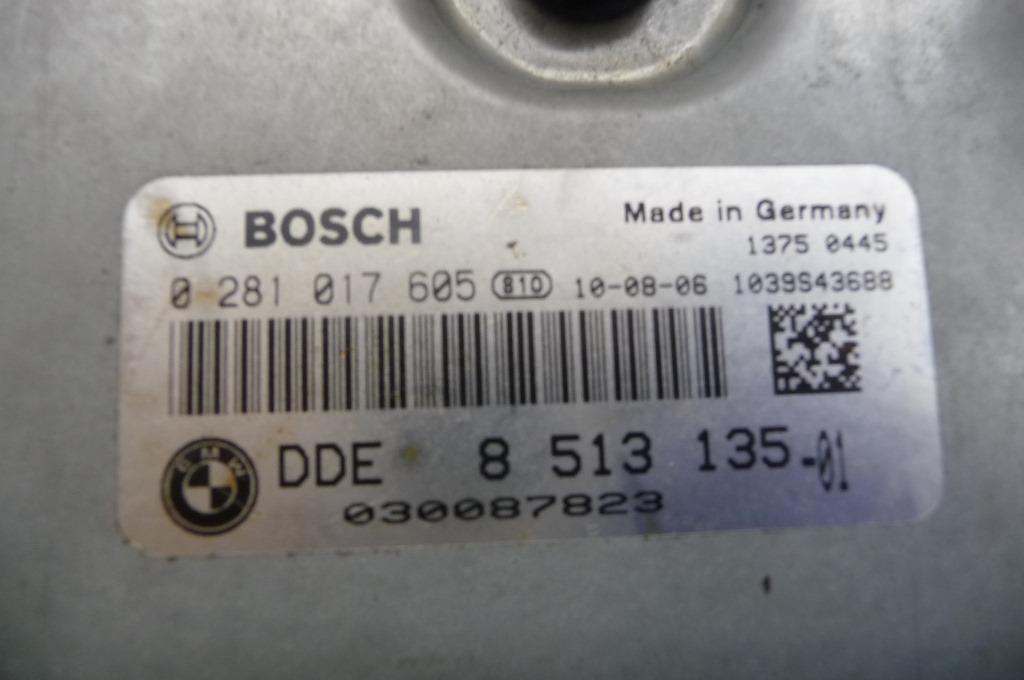 BOSCH
Made in Germany
1375 0445
0 281 017 605 810 10-08-06 1039S43688
BMW DDE 8 513 135-01
030087823